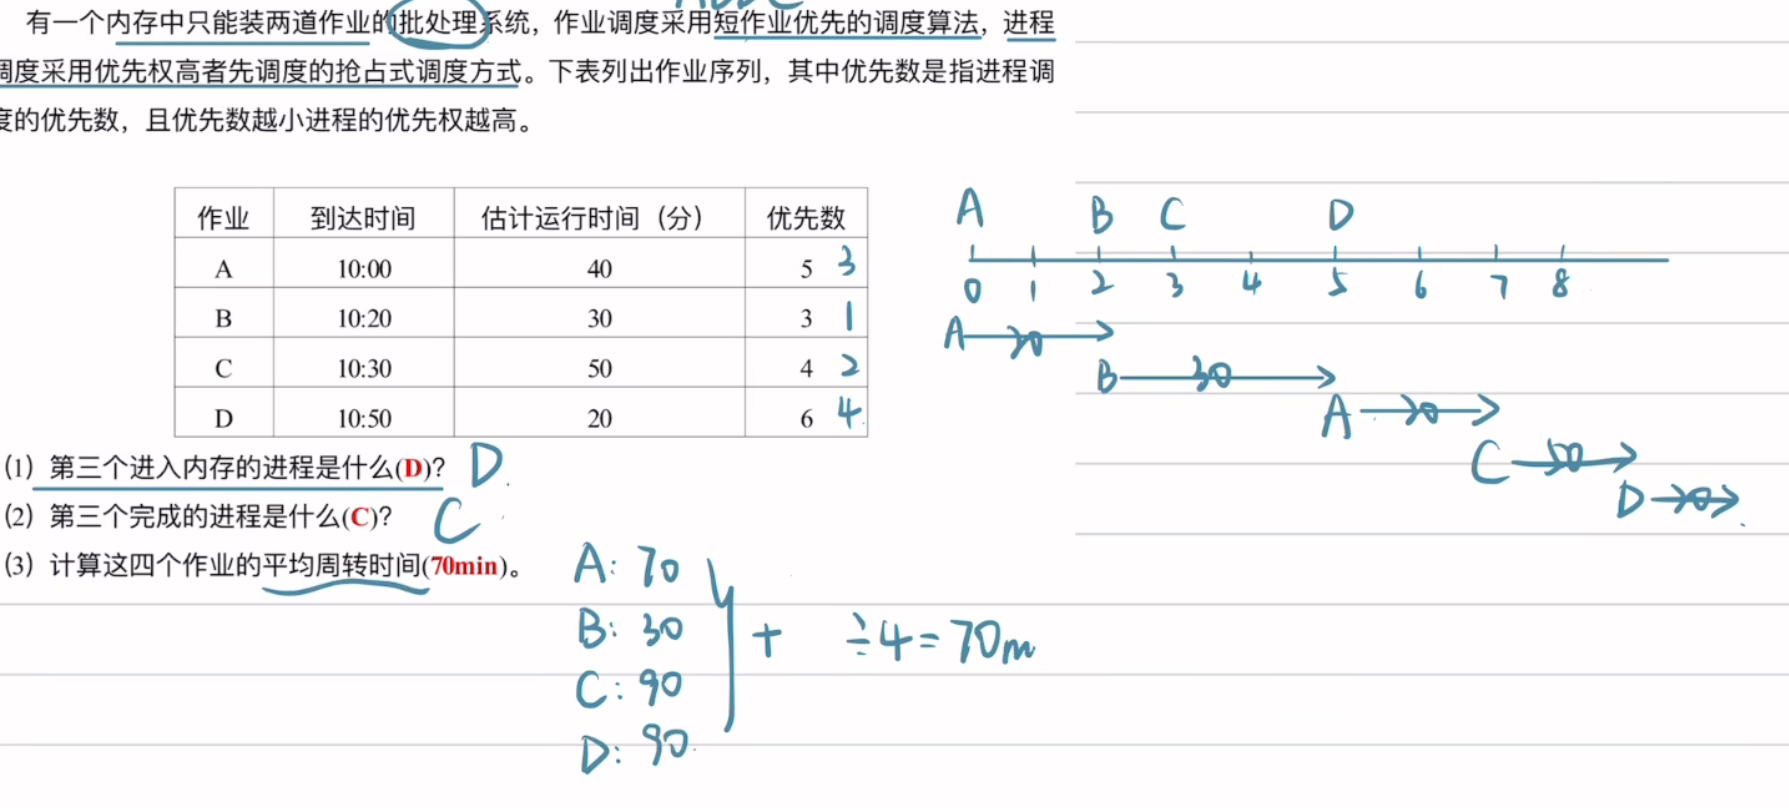 有一个内存中只能装两道作业的批处理系统，作业调度采用短作业优先的调度算法，进程
调度采用优先权高者先调度的抢占式调度方式。下表列出作业序列，其中优先数是指进程调
度的优先数，且优先数越小进程的优先权越高。
作业 到达时间 估计运行时间（分） 优先数
A 10:00 40 5 3
B 10:20 30 3 1
C 10:30 50 4 2
D 10:50 20 6 4
A B C D
0 1 2 3 4 5 6 7 8
A 20
B 30
A 20
C 50
D 20
(1) 第三个进入内存的进程是什么(D)? D
(2) 第三个完成的进程是什么(C)? C
(3) 计算这四个作业的平均周转时间(70min)。
A: 70
B: 30
C: 90
D: 90
+ ÷4=70m